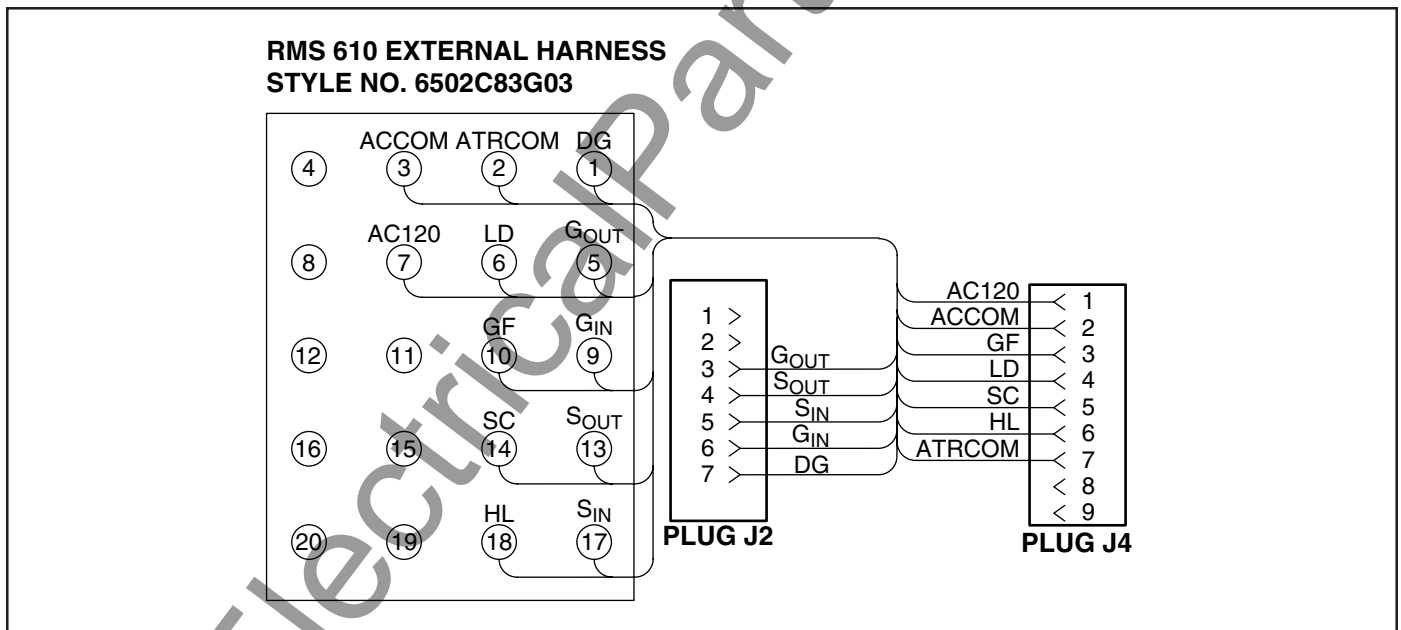 RMS 610 EXTERNAL HARNESS
STYLE NO. 6502C83G03
ACCOM ATRCOM DG
4 3 2 1
AC120 LD GOUT
8 7 6 5
GF GIN
12 11 10 9
SC SOUT
16 15 14 13
HL SIN
20 19 18 17
1
2
3 GOUT
4 SOUT
5 SIN
6 GIN
7 DG
PLUG J2
AC120 1
ACCOM 2
GF 3
LD 4
SC 5
HL 6
ATRCOM 7
8
9
PLUG J4
ElectricalPart